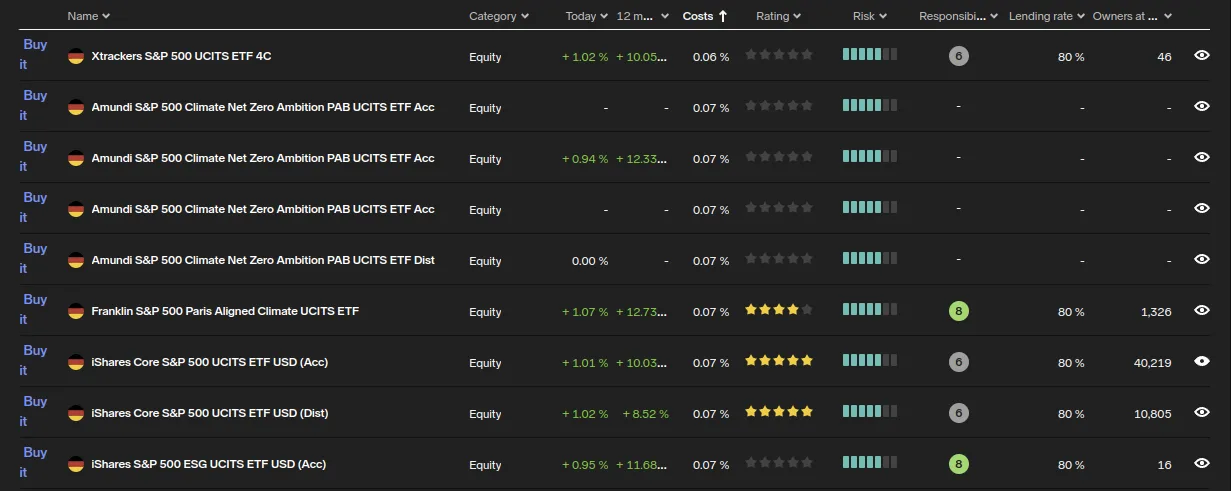 Name Category Today 12 m... Costs Rating Risk Responsibi... Lending rate Owners at ...
Buy it Xtrackers S&P 500 UCITS ETF 4C Equity + 1.02 % + 10.05... 0.06 % 6 80 % 46
Buy it Amundi S&P 500 Climate Net Zero Ambition PAB UCITS ETF Acc Equity - - 0.07 % - - -
Buy it Amundi S&P 500 Climate Net Zero Ambition PAB UCITS ETF Acc Equity + 0.94 % + 12.33... 0.07 % - - -
Buy it Amundi S&P 500 Climate Net Zero Ambition PAB UCITS ETF Acc Equity - - 0.07 % - - -
Buy it Amundi S&P 500 Climate Net Zero Ambition PAB UCITS ETF Dist Equity 0.00 % - 0.07 % - - -
Buy it Franklin S&P 500 Paris Aligned Climate UCITS ETF Equity + 1.07 % + 12.73... 0.07 % 8 80 % 1,326
Buy it iShares Core S&P 500 UCITS ETF USD (Acc) Equity + 1.01 % + 10.03... 0.07 % 6 80 % 40,219
Buy it iShares Core S&P 500 UCITS ETF USD (Dist) Equity + 1.02 % + 8.52 % 0.07 % 6 80 % 10,805
Buy it iShares S&P 500 ESG UCITS ETF USD (Acc) Equity + 0.95 % + 11.68... 0.07 % 8 80 % 16